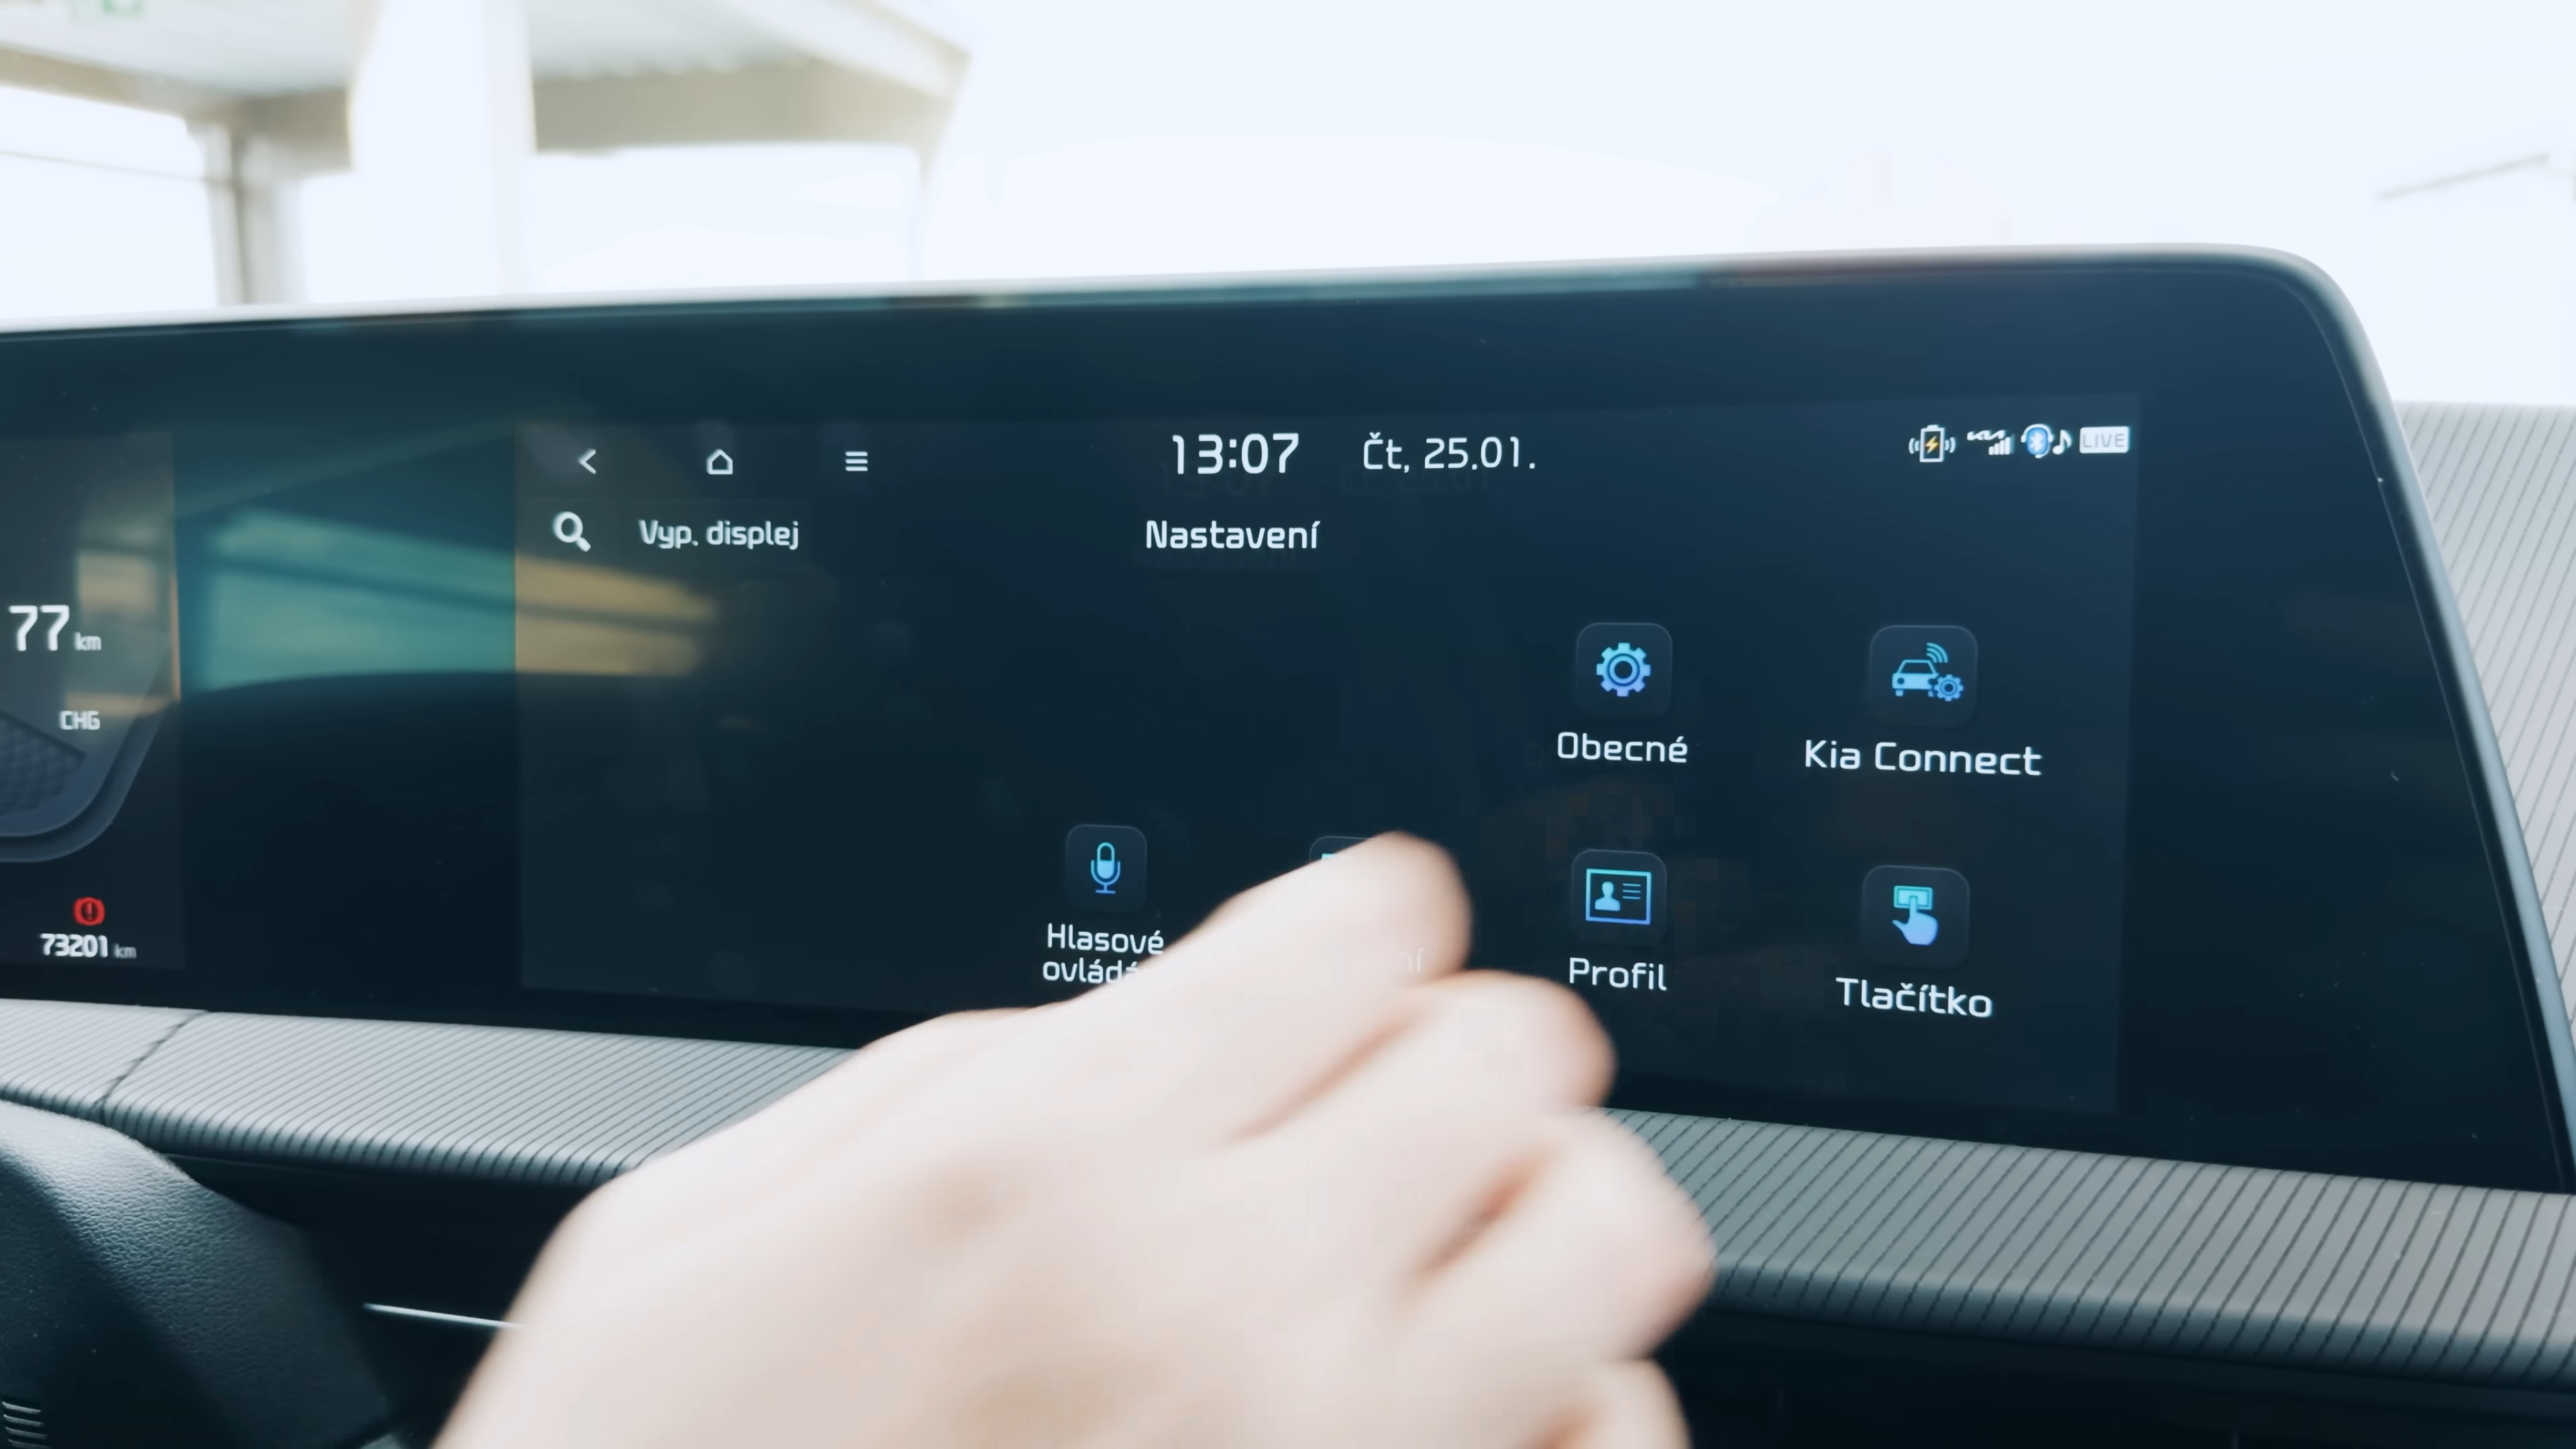 13:07 Čt, 25.01.
LIVE
Vyp. displej
Nastavení
77 km
CHG
Obecné
Kia Connect
Hlasové
Profil
Tlačítko
73201 km